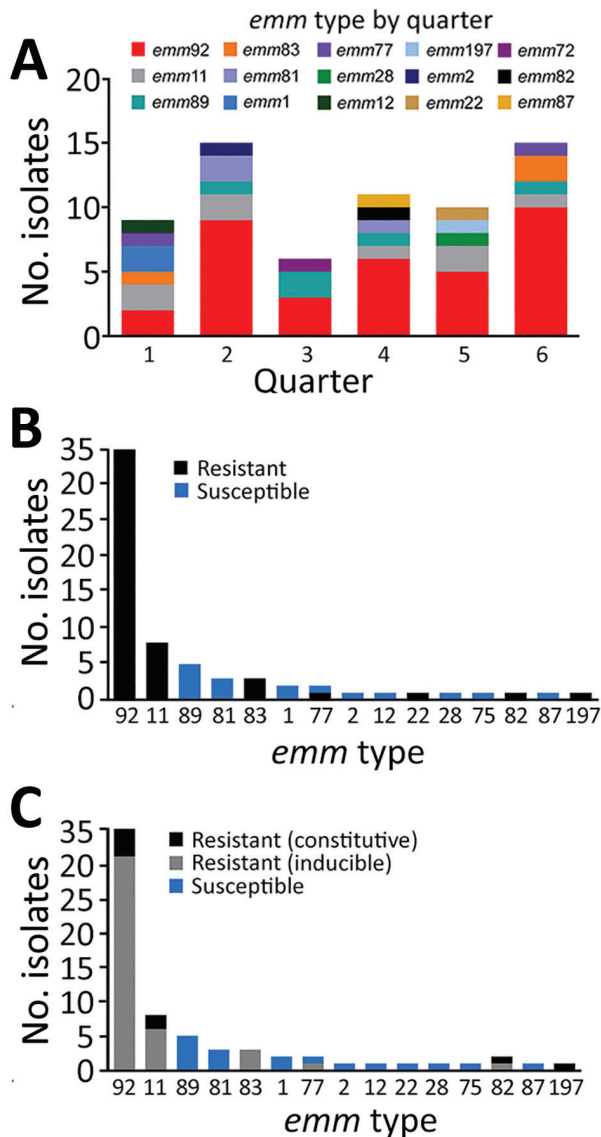 emm type by quarter
A
emm92 emm83 emm77 emm197 emm72
emm11 emm81 emm28 emm2 emm82
emm89 emm1 emm12 emm22 emm87
No. isolates
20
15
10
5
0
1 2 3 4 5 6
Quarter
B
Resistant
Susceptible
No. isolates
35
20
25
20
15
10
5
0
92 11 89 81 83 1 77 2 12 22 28 75 82 87 197
emm type
C
Resistant (constitutive)
Resistant (inducible)
Susceptible
No. isolates
35
20
25
20
15
10
5
0
92 11 89 81 83 1 77 2 12 22 28 75 82 87 197
emm type